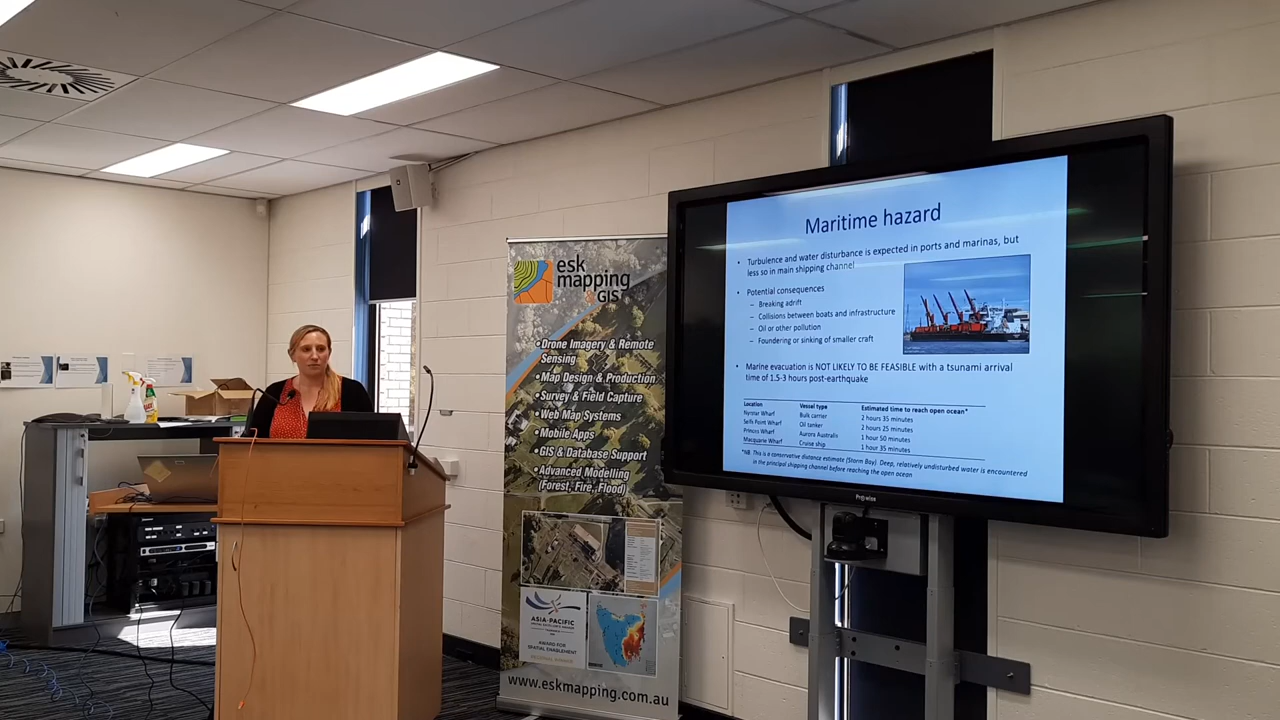 esk
mapping
& GIS
• Drone Imagery & Remote
Sensing
• Map Design & Production
• Survey & Field Capture
• Web Map Systems
• Mobile Apps
• GIS & Database Support
• Advanced Modelling
(Forest, Fire, Flood)
ASIA-PACIFIC
AWARD FOR
SPATIAL ENABLEMENT
www.eskmapping.com.au
Maritime hazard
• Turbulence and water disturbance is expected in ports and marinas, but
less so in main shipping channel
• Potential consequences
– Breaking adrift
– Collisions between boats and infrastructure
– Oil or other pollution
– Foundering or sinking of smaller craft
• Marine evacuation is NOT LIKELY TO BE FEASIBLE with a tsunami arrival
time of 1.5-3 hours post-earthquake
Location Vessel type Estimated time to reach open ocean*
Nyrstar Wharf Bulk carrier 2 hours 35 minutes
Selfs Point Wharf Oil tanker 2 hours 25 minutes
Princes Wharf Aurora Australis 1 hour 50 minutes
Macquarie Wharf Cruise ship 1 hour 35 minutes
*NB. This is a conservative distance estimate (Storm Bay). Deep, relatively undisturbed water is encountered
in the principal shipping channel before reaching the open ocean
Prowise